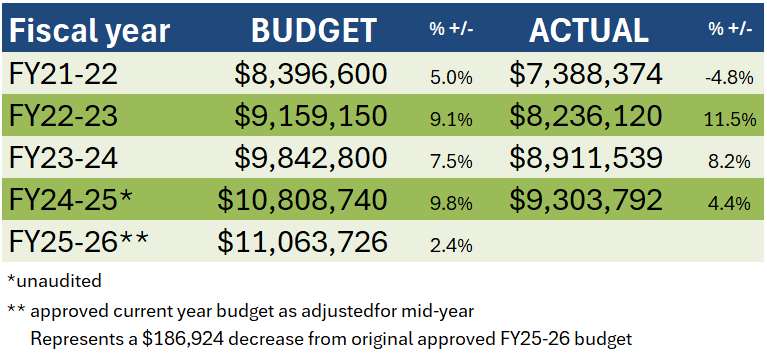 Fiscal year BUDGET % +/- ACTUAL % +/-
FY21-22 $8,396,600 5.0% $7,388,374 -4.8%
FY22-23 $9,159,150 9.1% $8,236,120 11.5%
FY23-24 $9,842,800 7.5% $8,911,539 8.2%
FY24-25* $10,808,740 9.8% $9,303,792 4.4%
FY25-26** $11,063,726 2.4%
*unaudited
** approved current year budget as adjustedfor mid-year
Represents a $186,924 decrease from original approved FY25-26 budget